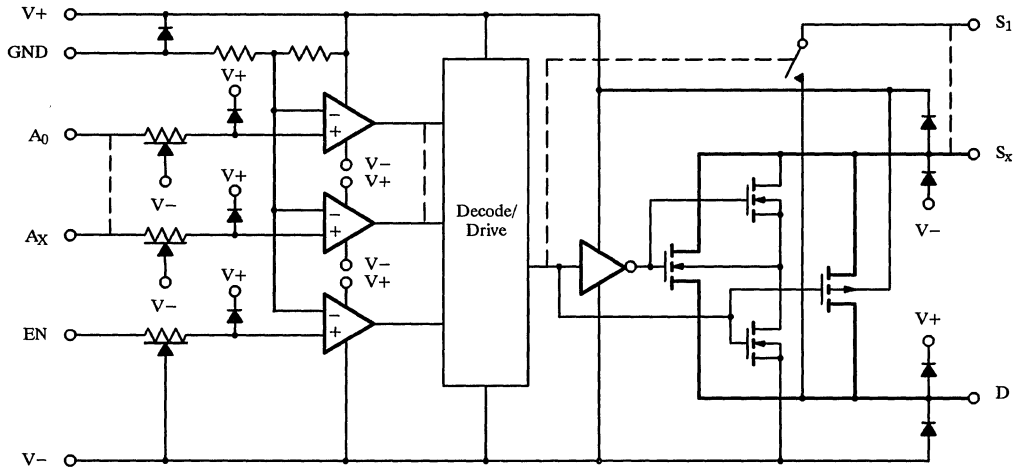 V+
S1
GND
V+
−
+
A0
V−
V+
V+
SX
V−
−
+
Decode/
Drive
AX
V−
V−
V+
V+
V−
−
+
EN
V+
D
V−